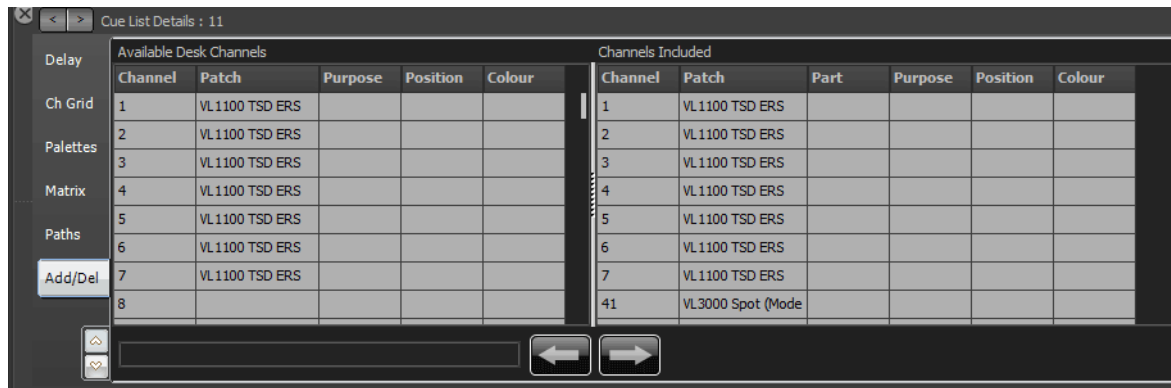 < > Cue List Details : 11
Delay
Ch Grid
Palettes
Matrix
Paths
Add/Del
Available Desk Channels
Channel Patch Purpose Position Colour
1 VL1100 TSD ERS
2 VL1100 TSD ERS
3 VL1100 TSD ERS
4 VL1100 TSD ERS
5 VL1100 TSD ERS
6 VL1100 TSD ERS
7 VL1100 TSD ERS
8
Channels Included
Channel Patch Part Purpose Position Colour
1 VL1100 TSD ERS
2 VL1100 TSD ERS
3 VL1100 TSD ERS
4 VL1100 TSD ERS
5 VL1100 TSD ERS
6 VL1100 TSD ERS
7 VL1100 TSD ERS
41 VL3000 Spot (Mode